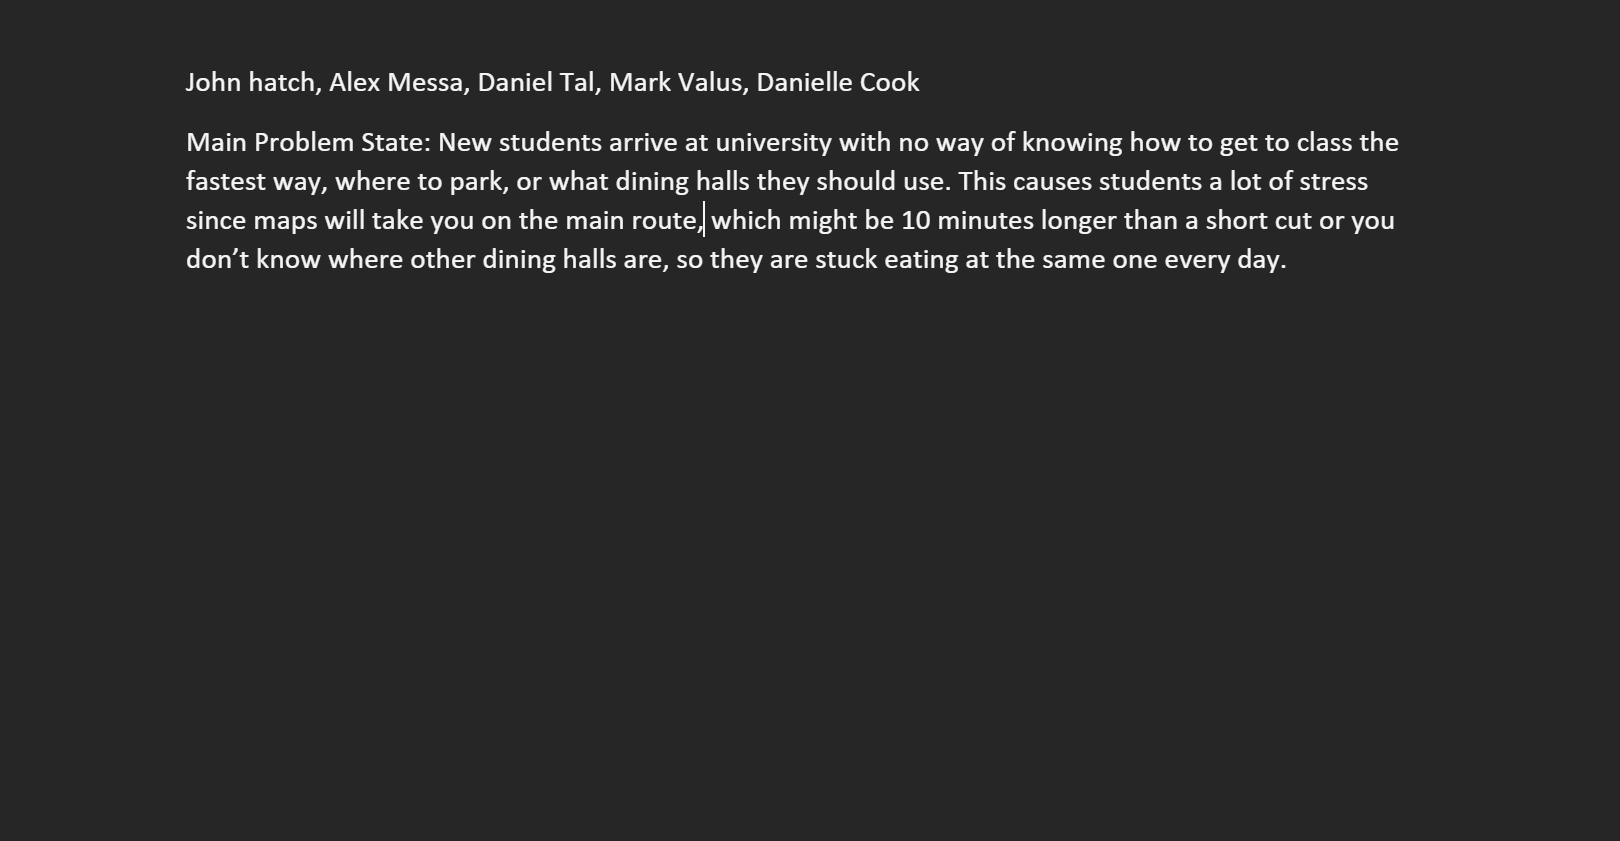 John hatch, Alex Messa, Daniel Tal, Mark Valus, Danielle Cook
Main Problem State: New students arrive at university with no way of knowing how to get to class the
fastest way, where to park, or what dining halls they should use. This causes students a lot of stress
since maps will take you on the main route, which might be 10 minutes longer than a short cut or you
don’t know where other dining halls are, so they are stuck eating at the same one every day.